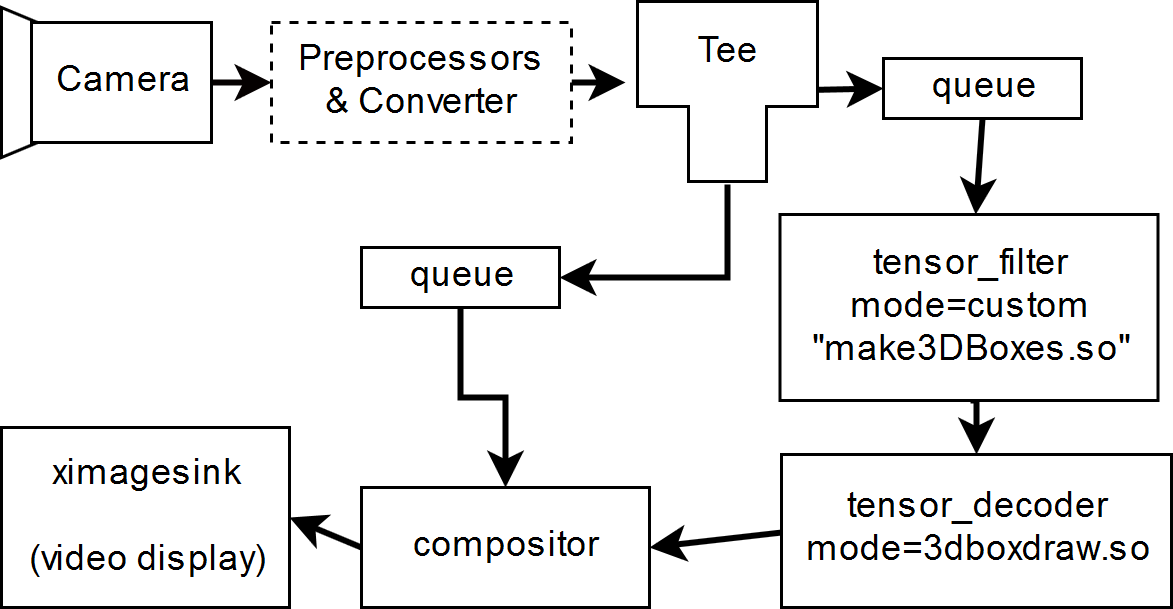 Camera
Preprocessors
& Converter
Tee
queue
tensor_filter
mode=custom
"make3DBoxes.so"
queue
tensor_decoder
mode=3dboxdraw.so
compositor
ximagesink
(video display)